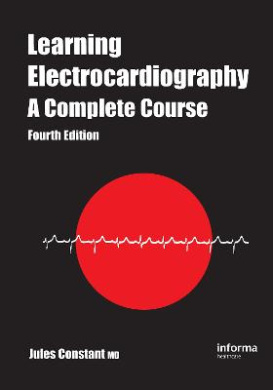 Learning
Electrocardiography
A Complete Course
Fourth Edition
Jules Constant MD
informa
healthcare